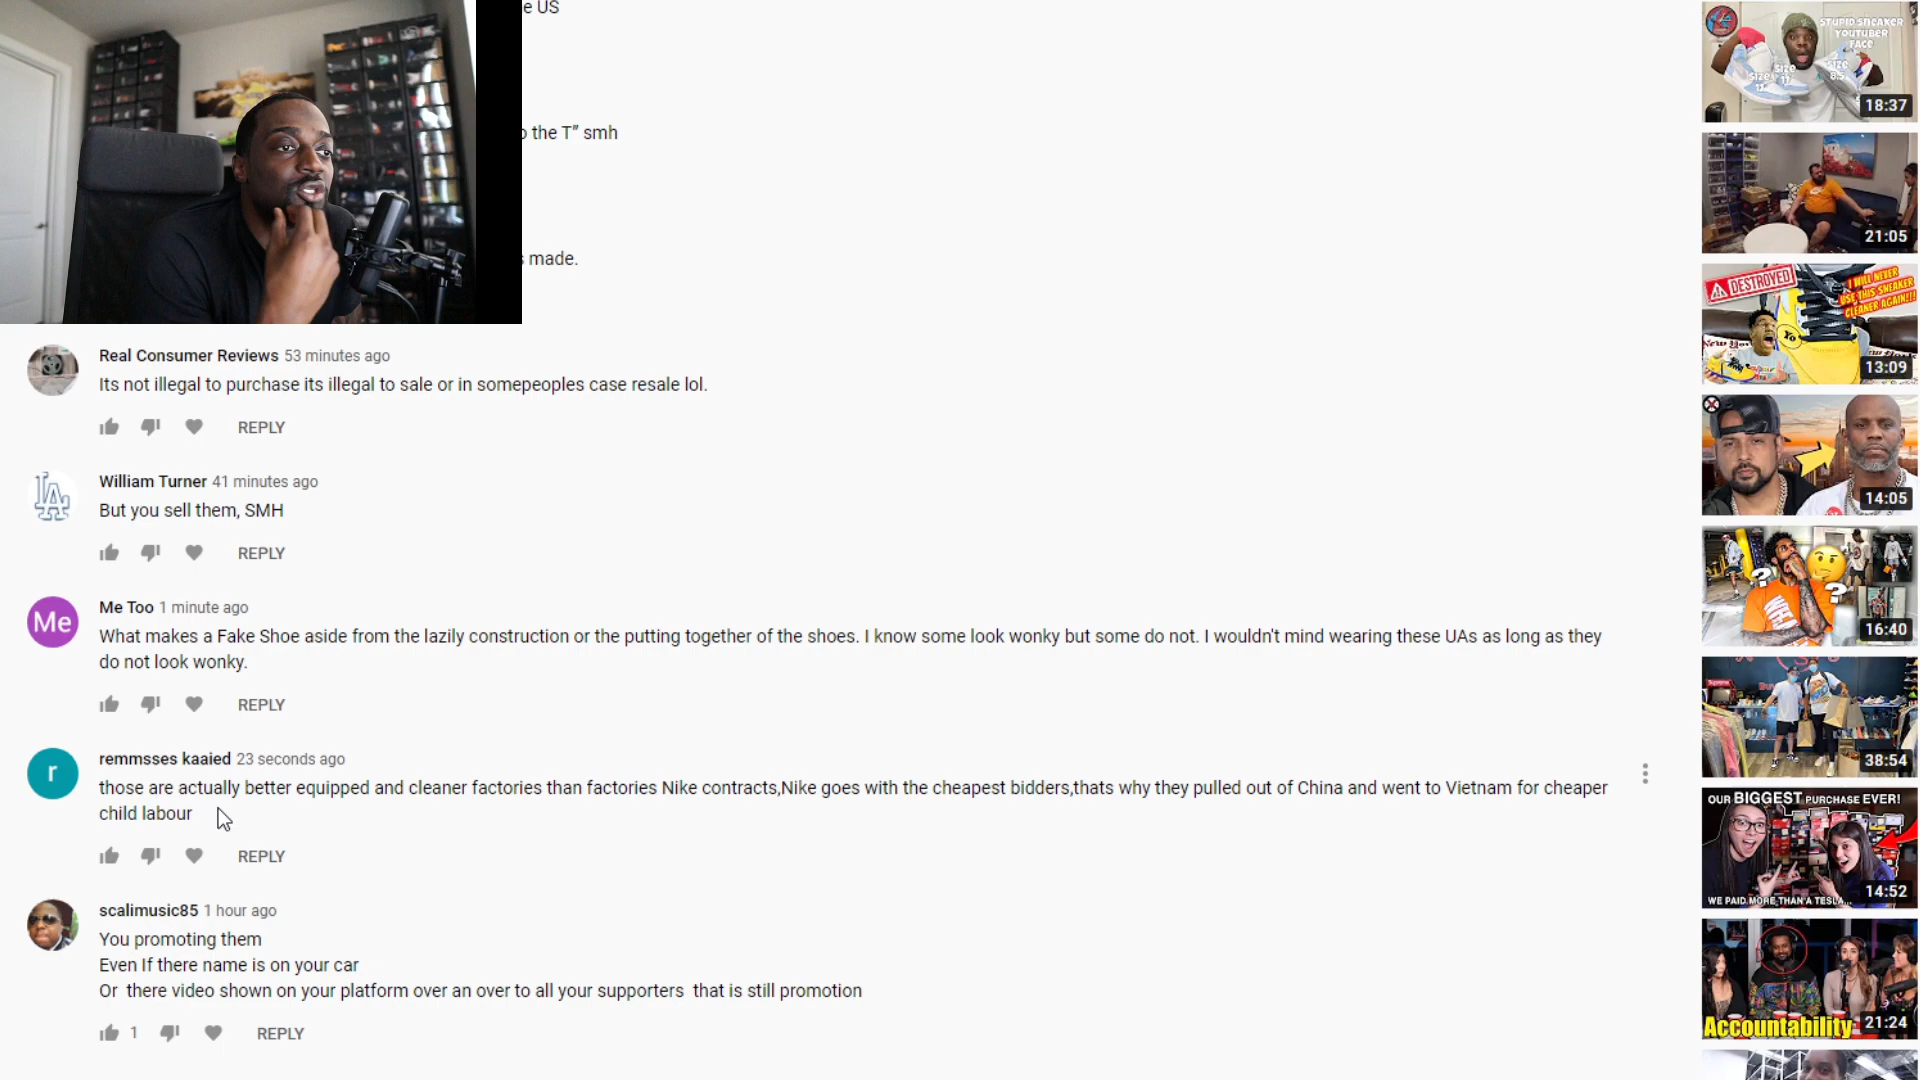 e US
the T" smh
made.
Real Consumer Reviews 53 minutes ago
Its not illegal to purchase its illegal to sale or in somepeoples case resale lol.
REPLY
William Turner 41 minutes ago
But you sell them, SMH
REPLY
Me
Me Too 1 minute ago
What makes a Fake Shoe aside from the lazily construction or the putting together of the shoes. I know some look wonky but some do not. I wouldn't mind wearing these UAs as long as they
do not look wonky.
REPLY
r
remmsses kaaied 23 seconds ago
those are actually better equipped and cleaner factories than factories Nike contracts,Nike goes with the cheapest bidders,thats why they pulled out of China and went to Vietnam for cheaper
child labour
REPLY
scalimusic85 1 hour ago
You promoting them
Even If there name is on your car
Or there video shown on your platform over an over to all your supporters that is still promotion
1 REPLY
STUPID SNEAKER
YOUTUBER
FACE
SIZE
SIZE
8.5
18:37
21:05
DESTROYED
I WILL NEVER
USE THIS SNEAKER
CLEANER AGAIN!!!
13:09
14:05
?
?
16:40
38:54
OUR BIGGEST PURCHASE EVER!
WE PAID MORE THAN A TESLA...
14:52
Accountability
21:24
LA